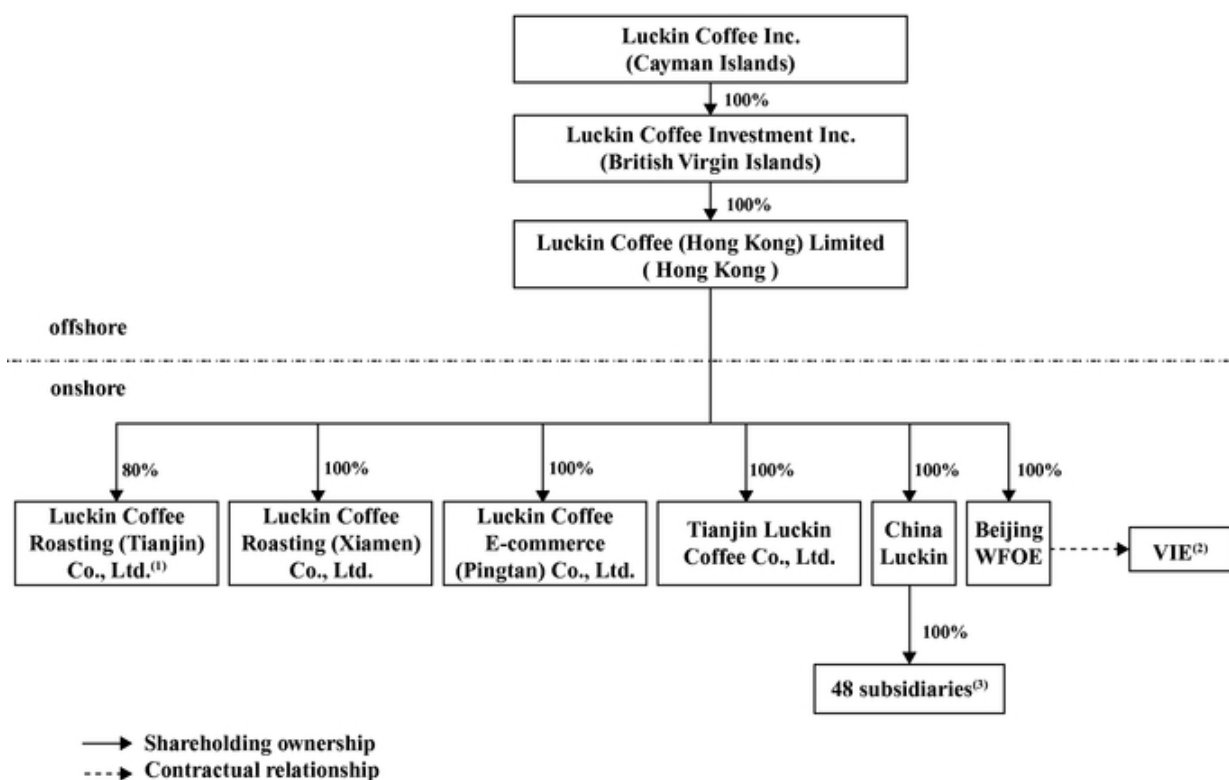 Luckin Coffee Inc.
(Cayman Islands)
100%
Luckin Coffee Investment Inc.
(British Virgin Islands)
100%
Luckin Coffee (Hong Kong) Limited
( Hong Kong )
offshore
onshore
80%
100%
100%
100%
100%
100%
Luckin Coffee
Roasting (Tianjin)
Co., Ltd.(1)
Luckin Coffee
Roasting (Xiamen)
Co., Ltd.
Luckin Coffee
E-commerce
(Pingtan) Co., Ltd.
Tianjin Luckin
Coffee Co., Ltd.
China
Luckin
Beijing
WFOE
VIE(2)
100%
48 subsidiaries(3)
Shareholding ownership
Contractual relationship